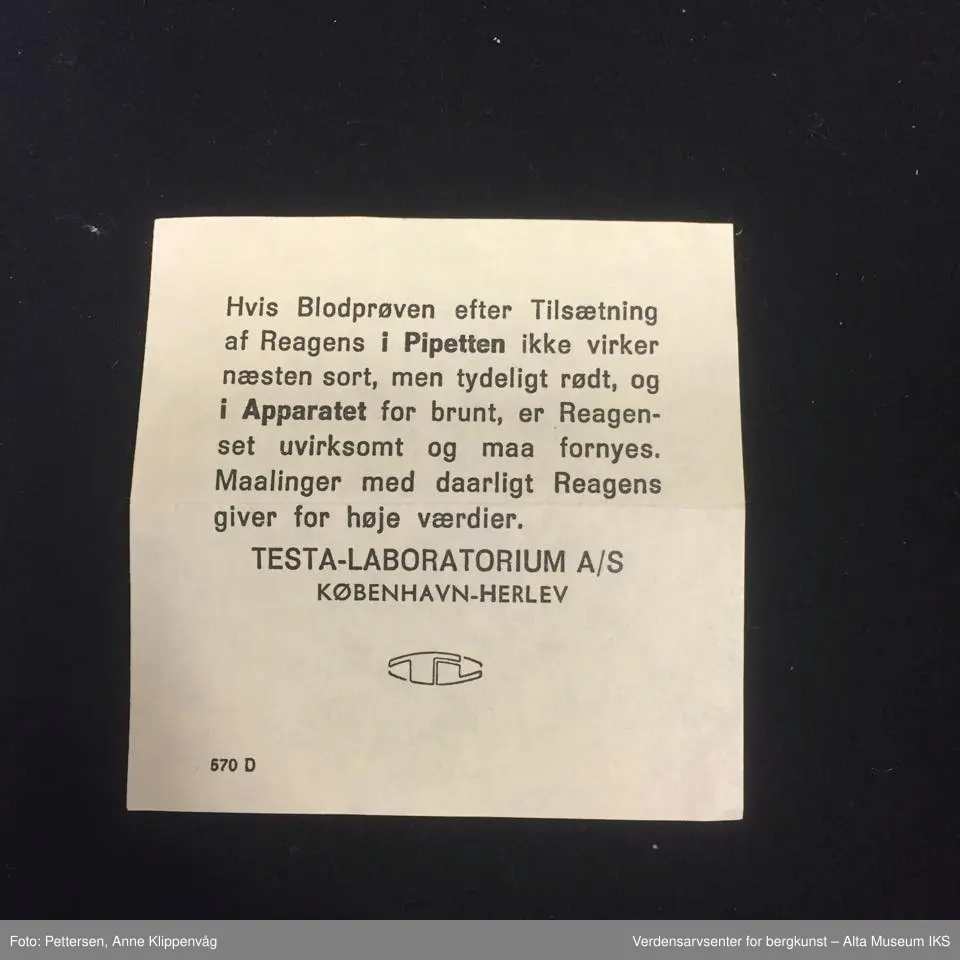 Hvis Blodprøven efter Tilsætning
af Reagens i Pipetten ikke virker
næsten sort, men tydeligt rødt, og
i Apparatet for brunt, er Reagen-
set uvirksomt og maa fornyes.
Maalinger med daarligt Reagens
giver for høje værdier.
TESTA-LABORATORIUM A/S
KØBENHAVN-HERLEV
570 D
Foto: Pettersen, Anne Klippenvåg
Verdensarvsenter for bergkunst – Alta Museum IKS